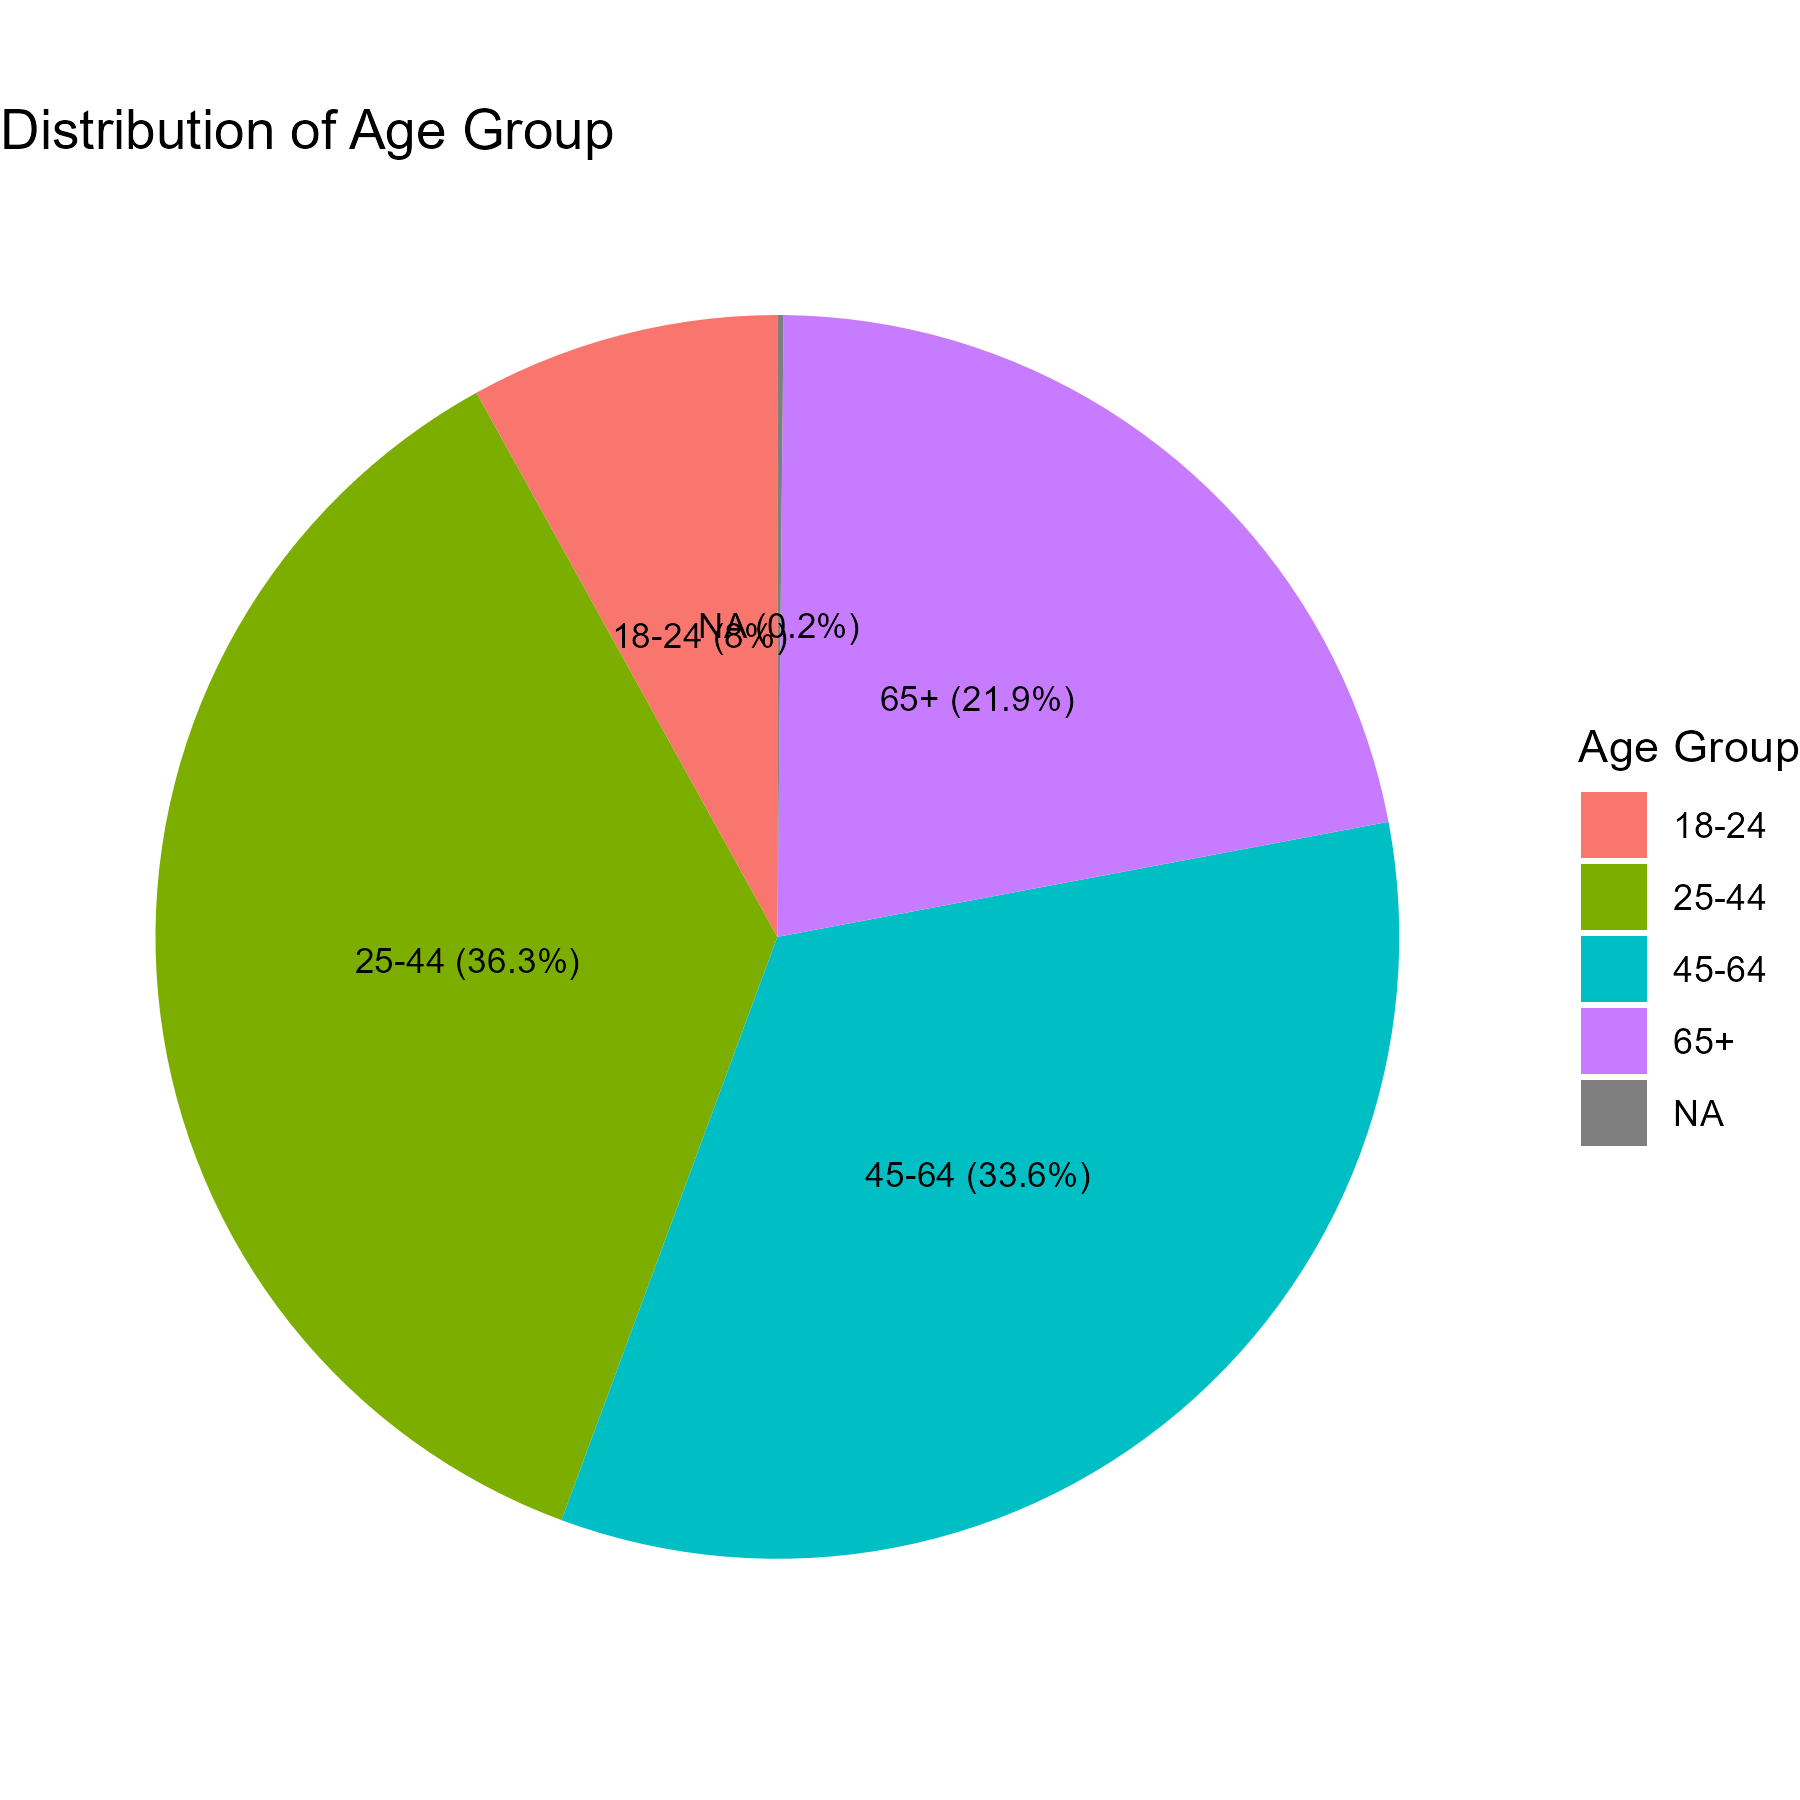 Distribution of Age Group
NA (0.2%)
18-24 (8%)
65+ (21.9%)
25-44 (36.3%)
45-64 (33.6%)
Age Group
18-24
25-44
45-64
65+
NA